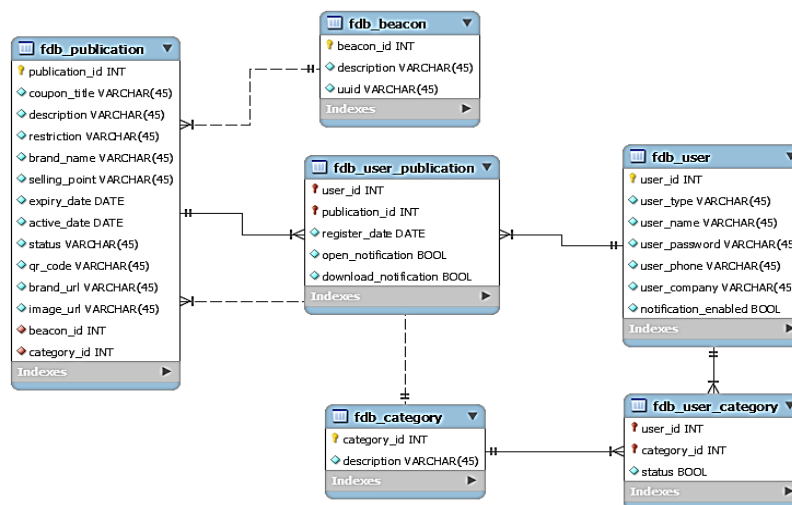 fdb_publication
publication_id INT
coupon_title VARCHAR(45)
description VARCHAR(45)
restriction VARCHAR(45)
brand_name VARCHAR(45)
selling_point VARCHAR(45)
expiry_date DATE
active_date DATE
status VARCHAR(45)
qr_code VARCHAR(45)
brand_url VARCHAR(45)
image_url VARCHAR(45)
beacon_id INT
category_id INT
Indexes
fdb_beacon
beacon_id INT
description VARCHAR(45)
uuid VARCHAR(45)
Indexes
fdb_user_publication
user_id INT
publication_id INT
register_date DATE
open_notification BOOL
download_notification BOOL
Indexes
fdb_user
user_id INT
user_type VARCHAR(45)
user_name VARCHAR(45)
user_password VARCHAR(45)
user_phone VARCHAR(45)
user_company VARCHAR(45)
notification_enabled BOOL
Indexes
fdb_category
category_id INT
description VARCHAR(45)
Indexes
fdb_user_category
user_id INT
category_id INT
status BOOL
Indexes